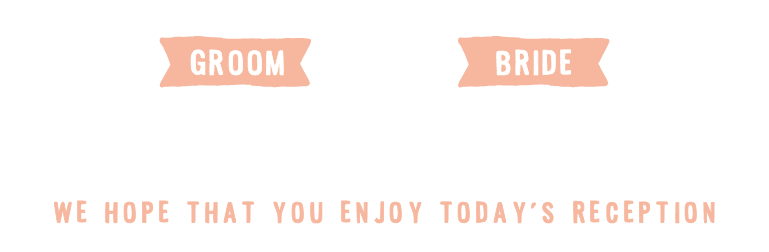 GROOM
BRIDE
WE HOPE THAT YOU ENJOY TODAY'S RECEPTION